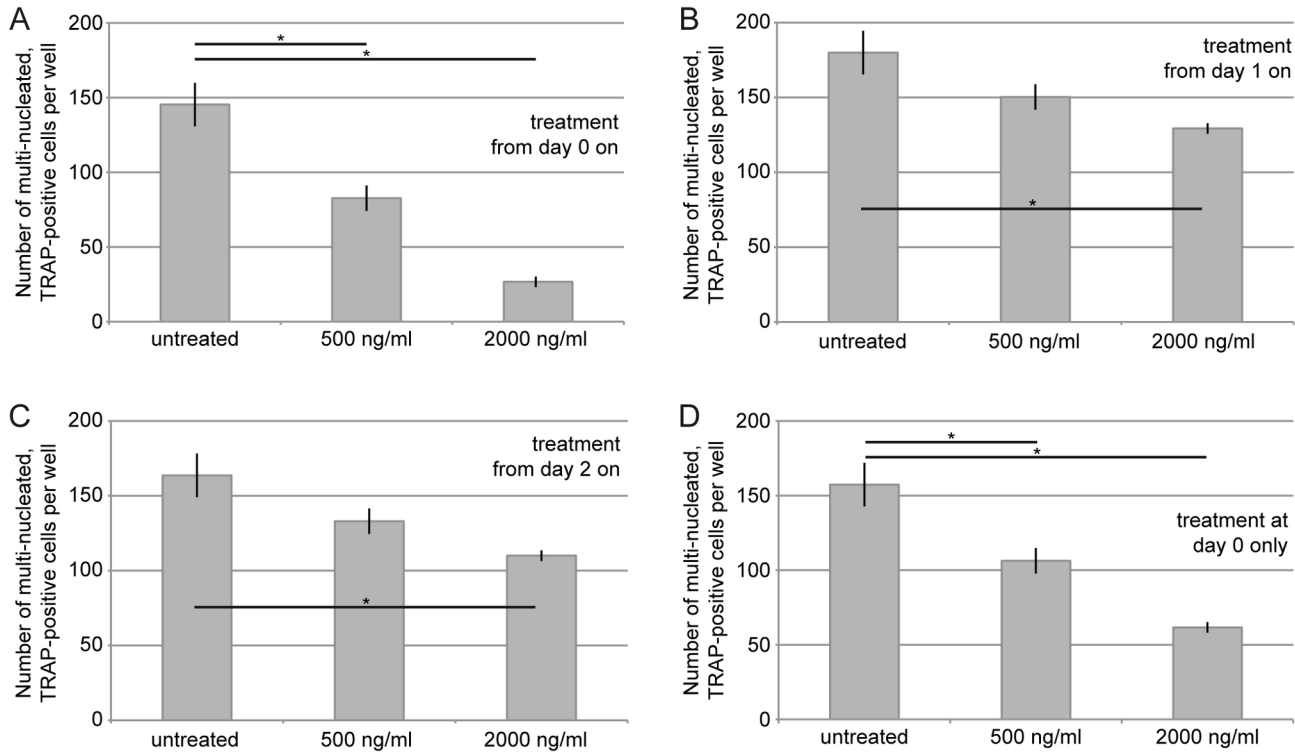 A
Number of multi-nucleated,
TRAP-positive cells per well
200
150
100
50
0
*
*
treatment
from day 0 on
untreated
500 ng/ml
2000 ng/ml
B
Number of multi-nucleated,
TRAP-positive cells per well
200
150
100
50
0
treatment
from day 1 on
*
untreated
500 ng/ml
2000 ng/ml
C
Number of multi-nucleated,
TRAP-positive cells per well
200
150
100
50
0
treatment
from day 2 on
*
untreated
500 ng/ml
2000 ng/ml
D
Number of multi-nucleated,
TRAP-positive cells per well
200
150
100
50
0
*
*
treatment at
day 0 only
untreated
500 ng/ml
2000 ng/ml